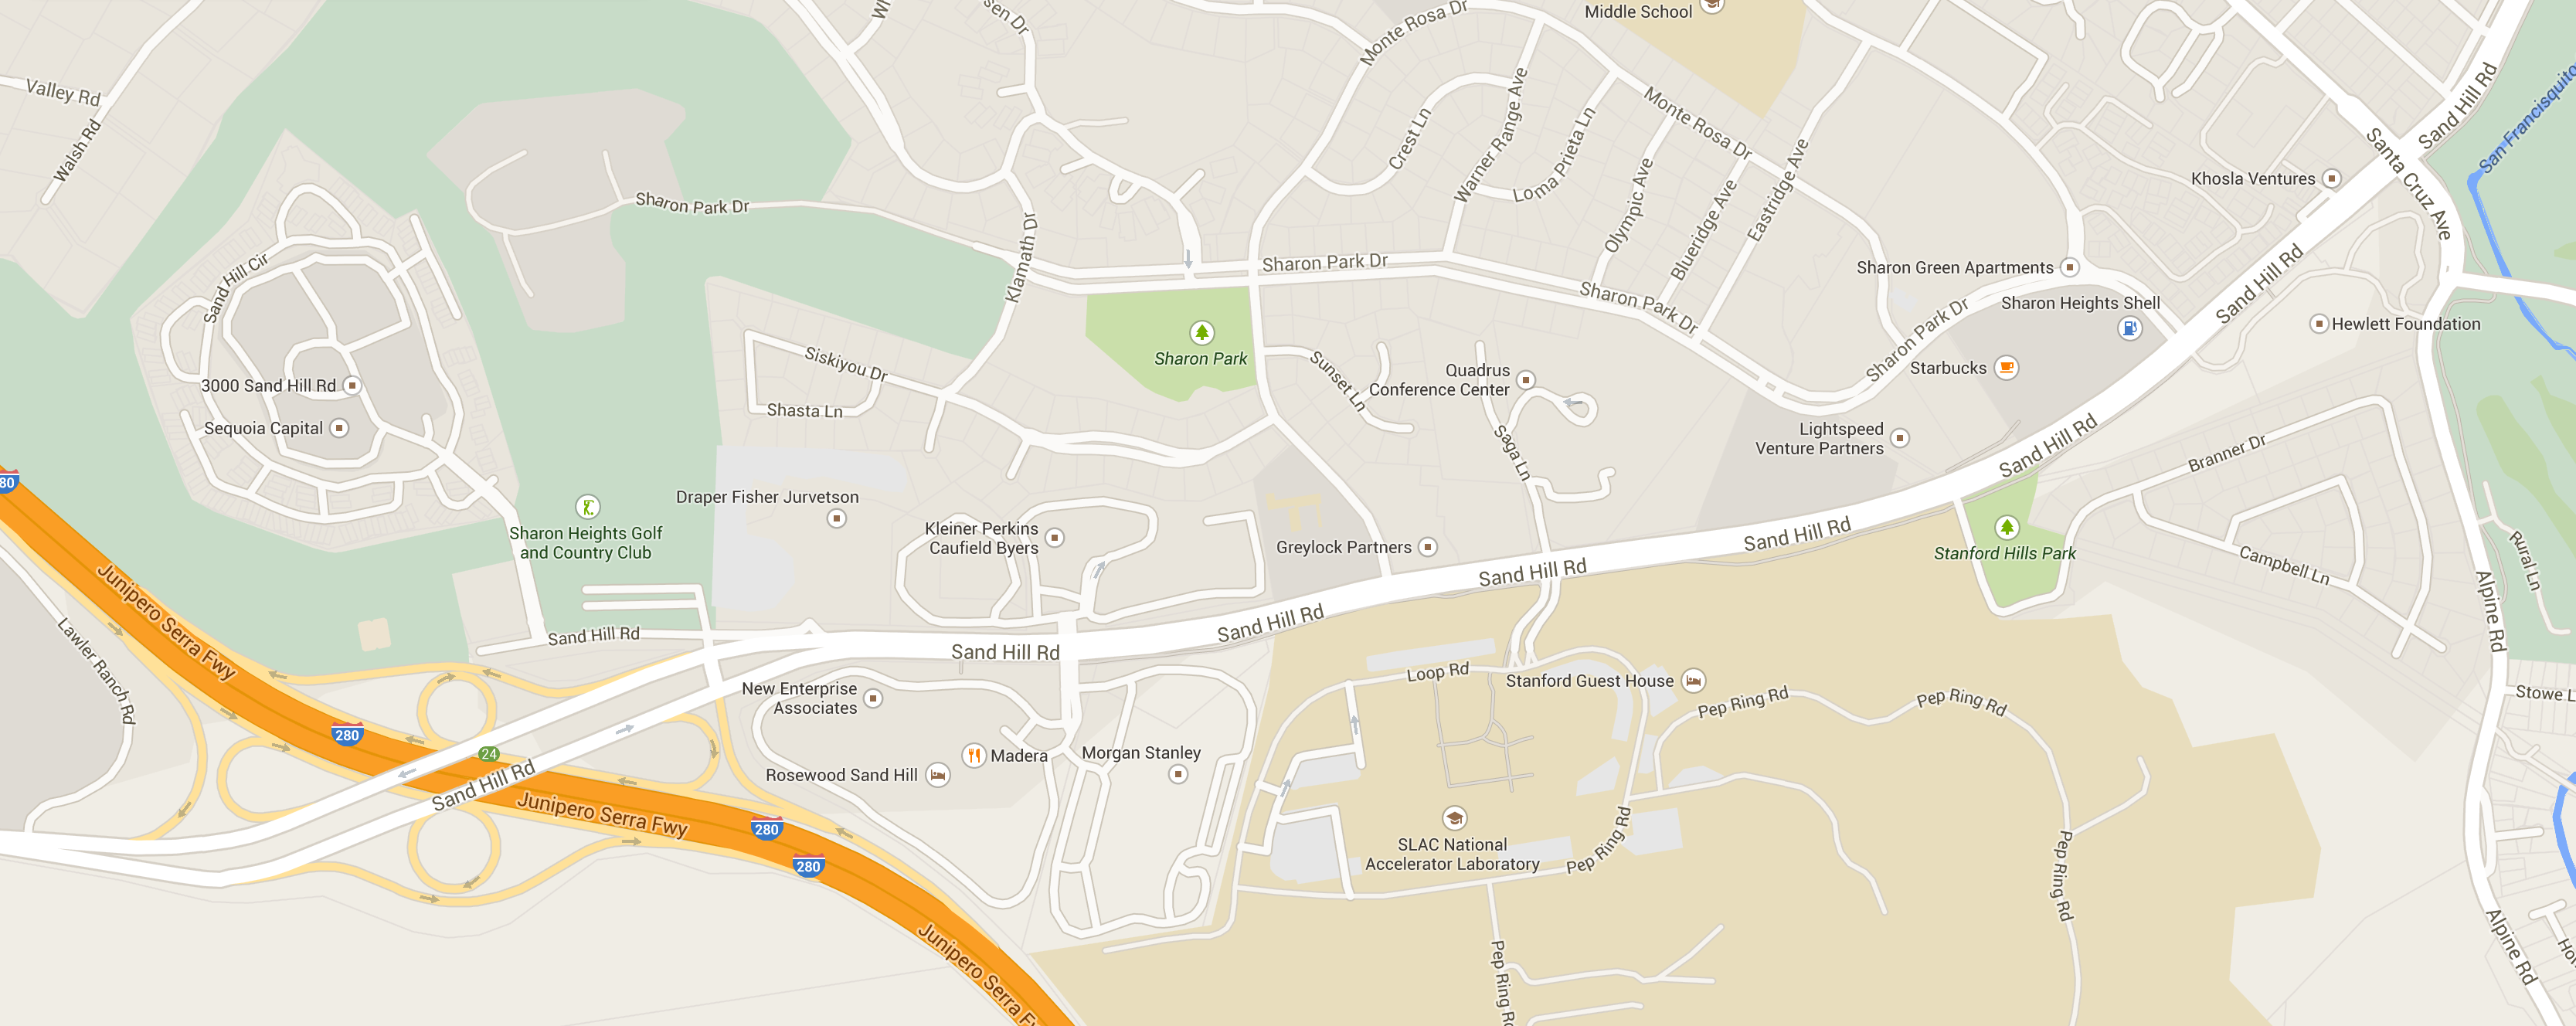 Middle School
Monte Rosa Dr
Valley Rd
Walsh Rd
Sand Hill Rd
San Francisquito
Santa Cruz Ave
Crest Ln
Warner Range Ave
Loma Prieta Ln
Monte Rosa Dr
Olympic Ave
Blueridge Ave
Eastridge Ave
Khosla Ventures
Sharon Park Dr
Klamath Dr
Sand Hill Cir
Sharon Park Dr
Sharon Park Dr
Sharon Green Apartments
Sharon Heights Shell
Sand Hill Rd
Hewlett Foundation
Sharon Park
Siskiyou Dr
Shasta Ln
Sunset Ln
Quadrus
Conference Center
Sharon Park Dr
Starbucks
3000 Sand Hill Rd
Sequoia Capital
Saga Ln
Lightspeed
Venture Partners
Sand Hill Rd
Branner Dr
80
Sharon Heights Golf
and Country Club
Draper Fisher Jurvetson
Kleiner Perkins
Caufield Byers
Greylock Partners
Sand Hill Rd
Sand Hill Rd
Stanford Hills Park
Campbell Ln
Rural Ln
Alpine Rd
Junipero Serra Fwy
Lawler Ranch Rd
Sand Hill Rd
Sand Hill Rd
Sand Hill Rd
New Enterprise
Associates
Loop Rd
Stanford Guest House
Pep Ring Rd
Pep Ring Rd
Stowe L
280
24
Sand Hill Rd
Junipero Serra Fwy
Madera
Rosewood Sand Hill
Morgan Stanley
280
280
SLAC National
Accelerator Laboratory
Pep Ring Rd
Pep Ring Rd
Junipero Serra F
Pep Ring R
Alpine Rd